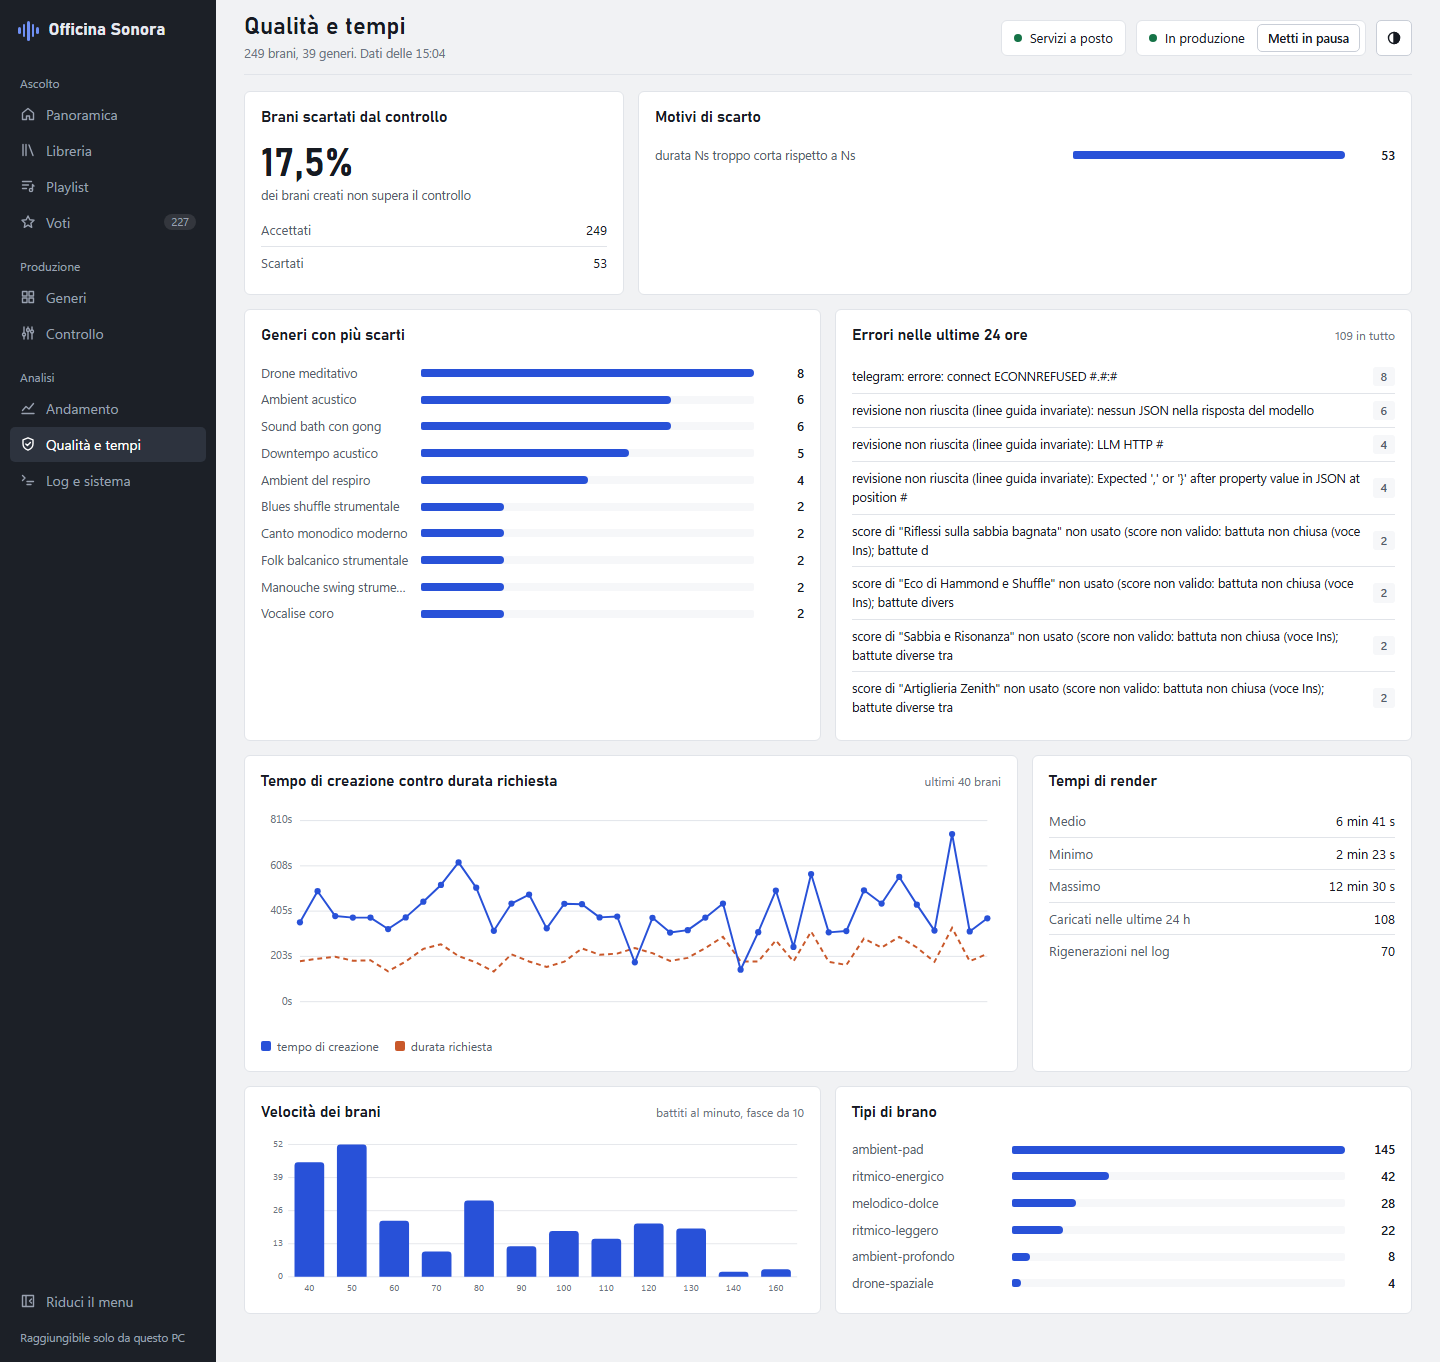 Officina Sonora
Ascolto
Panoramica
Libreria
Playlist
Voti 227
Produzione
Generi
Controllo
Analisi
Andamento
Qualità e tempi
Log e sistema
Riduci il menu
Raggiungibile solo da questo PC
Qualità e tempi
249 brani, 39 generi. Dati delle 15:04
Servizi a posto
In produzione
Metti in pausa
Brani scartati dal controllo
17,5%
dei brani creati non supera il controllo
Accettati 249
Scartati 53
Motivi di scarto
durata Ns troppo corta rispetto a Ns 53
Generi con più scarti
Drone meditativo 8
Ambient acustico 6
Sound bath con gong 6
Downtempo acustico 5
Ambient del respiro 4
Blues shuffle strumentale 2
Canto monodico moderno 2
Folk balcanico strumentale 2
Manouche swing strume... 2
Vocalise coro 2
Errori nelle ultime 24 ore 109 in tutto
telegram: errore: connect ECONNREFUSED #.#:# 8
revisione non riuscita (linee guida invariate): nessun JSON nella risposta del modello 6
revisione non riuscita (linee guida invariate): LLM HTTP # 4
revisione non riuscita (linee guida invariate): Expected ',' or '}' after property value in JSON at
position # 4
score di "Riflessi sulla sabbia bagnata" non usato (score non valido: battuta non chiusa (voce
Ins); battute d 2
score di "Eco di Hammond e Shuffle" non usato (score non valido: battuta non chiusa (voce
Ins); battute divers 2
score di "Sabbia e Risonanza" non usato (score non valido: battuta non chiusa (voce Ins);
battute diverse tra 2
score di "Artiglieria Zenith" non usato (score non valido: battuta non chiusa (voce Ins);
battute diverse tra 2
Tempo di creazione contro durata richiesta ultimi 40 brani
810s
608s
405s
203s
0s
tempo di creazione durata richiesta
Tempi di render
Medio 6 min 41 s
Minimo 2 min 23 s
Massimo 12 min 30 s
Caricati nelle ultime 24 h 108
Rigenerazioni nel log 70
Velocità dei brani battiti al minuto, fasce da 10
52
39
26
13
0
40 50 60 70 80 90 100 110 120 130 140 160
Tipi di brano
ambient-pad 145
ritmico-energico 42
melodico-dolce 28
ritmico-leggero 22
ambient-profondo 8
drone-spaziale 4